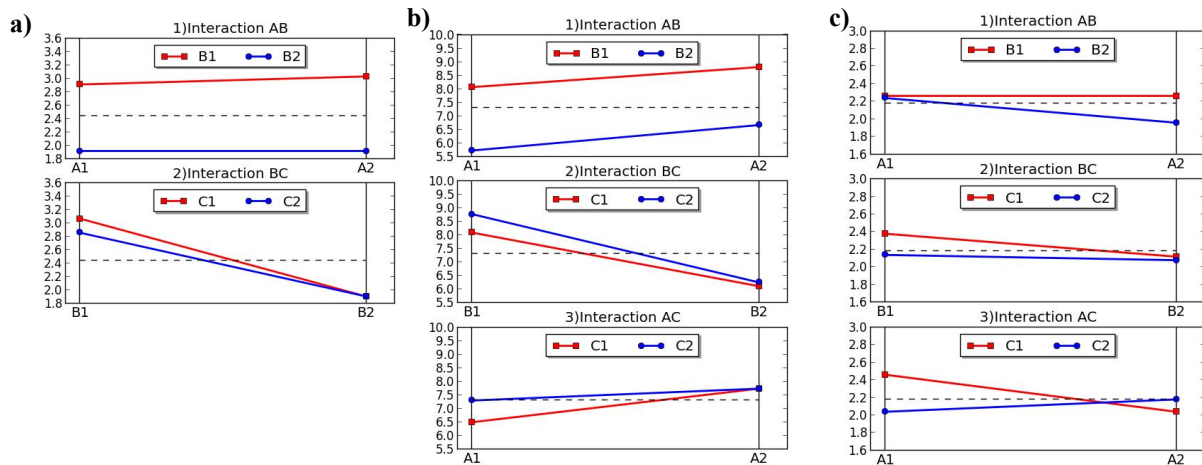 a)
1)Interaction AB
3.6
3.4
3.2
3.0
2.8
2.6
2.4
2.2
2.0
1.8
B1 B2
A1 A2
2)Interaction BC
3.6
3.4
3.2
3.0
2.8
2.6
2.4
2.2
2.0
1.8
C1 C2
B1 B2
b)
1)Interaction AB
10.0
9.5
9.0
8.5
8.0
7.5
7.0
6.5
6.0
5.5
B1 B2
A1 A2
2)Interaction BC
10.0
9.5
9.0
8.5
8.0
7.5
7.0
6.5
6.0
5.5
C1 C2
B1 B2
3)Interaction AC
10.0
9.5
9.0
8.5
8.0
7.5
7.0
6.5
6.0
5.5
C1 C2
A1 A2
c)
1)Interaction AB
3.0
2.8
2.6
2.4
2.2
2.0
1.8
1.6
B1 B2
A1 A2
2)Interaction BC
3.0
2.8
2.6
2.4
2.2
2.0
1.8
1.6
C1 C2
B1 B2
3)Interaction AC
3.0
2.8
2.6
2.4
2.2
2.0
1.8
1.6
C1 C2
A1 A2